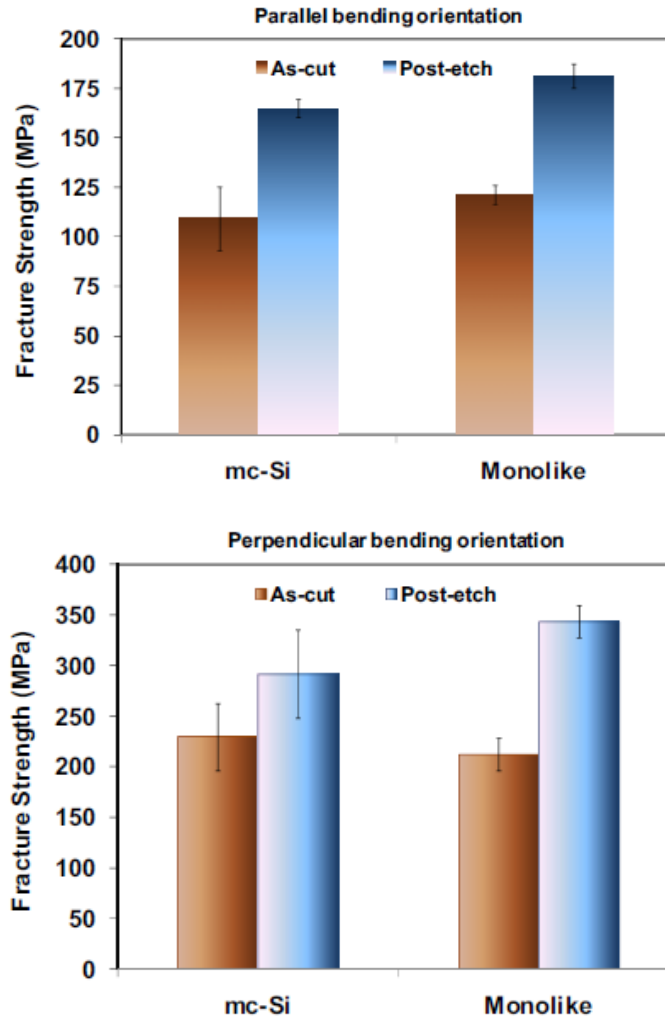 Parallel bending orientation
200
As-cut Post-etch
175
150
125
100
75
50
25
0
Fracture Strength (MPa)
mc-Si Monolike
Perpendicular bending orientation
400
As-cut Post-etch
350
300
250
200
150
100
50
0
Fracture Strength (MPa)
mc-Si Monolike